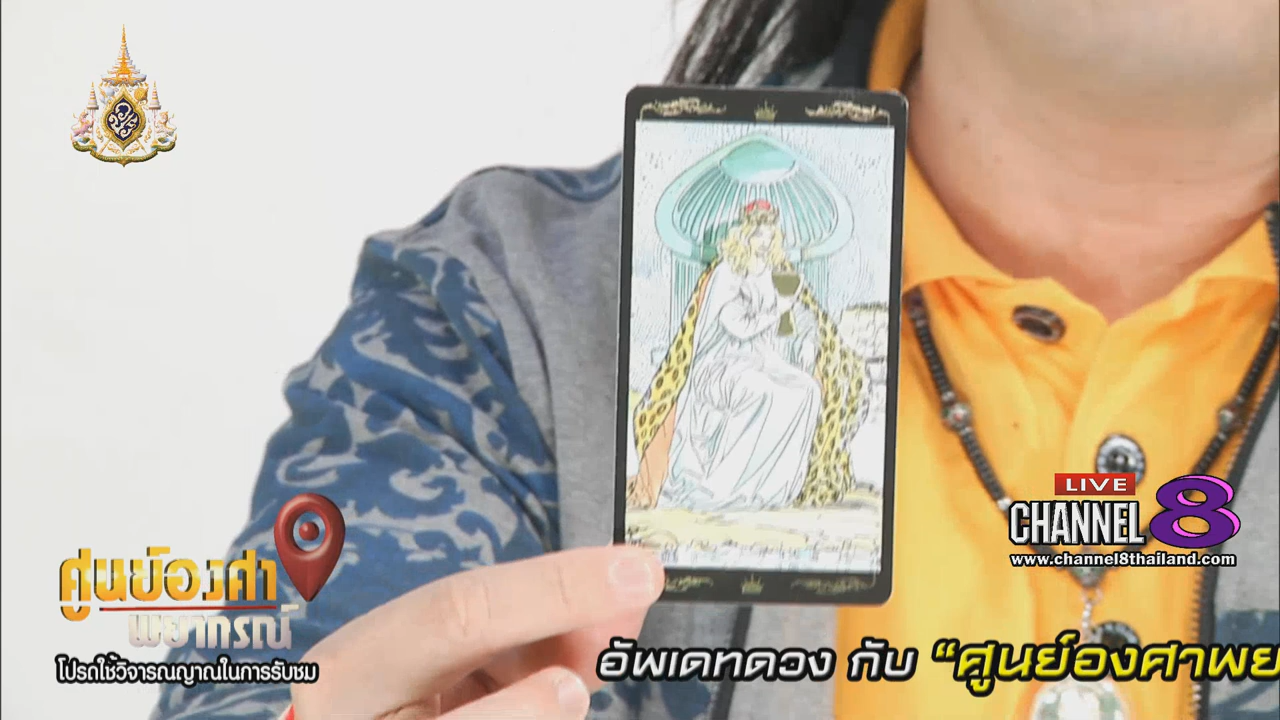 LIVE
CHANNEL 8
www.channel8thailand.com
ศูนย์องศา
พยากรณ์
โปรดใช้วิจารณญาณในการรับชม
อัพเดทดวง กับ “ศูนย์องศาพย